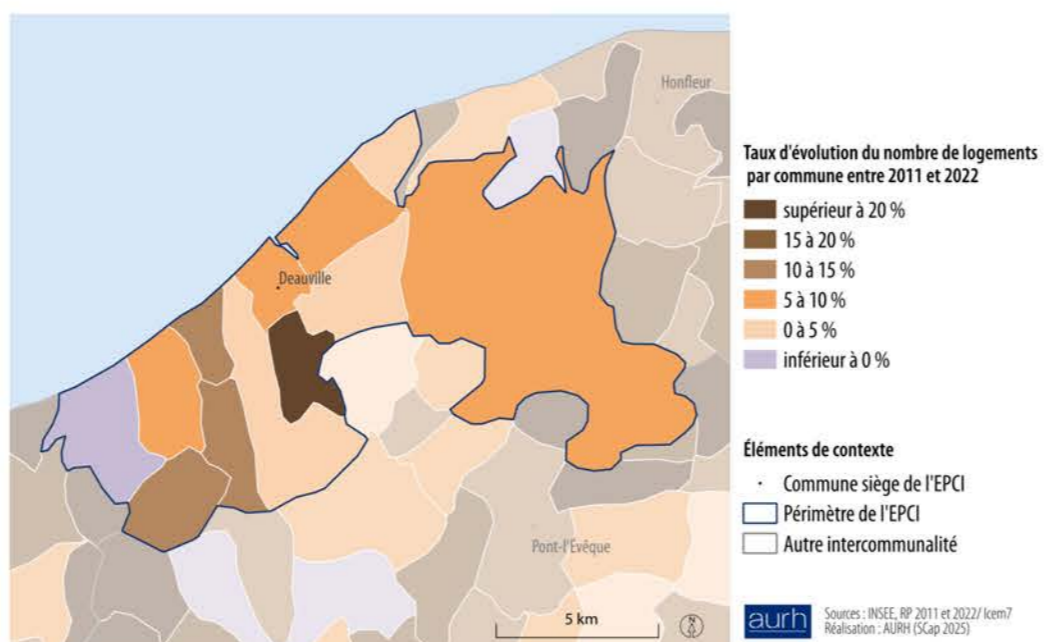 Honfleur
Deauville
Pont-l'Évêque
5 km
N
Taux d'évolution du nombre de logements
par commune entre 2011 et 2022
supérieur à 20 %
15 à 20 %
10 à 15 %
5 à 10 %
0 à 5 %
inférieur à 0 %
Éléments de contexte
Commune siège de l'EPCI
Périmètre de l'EPCI
Autre intercommunalité
aurh
Sources : INSEE, RP 2011 et 2022/ Icem7
Réalisation : AURH (SCap 2025)